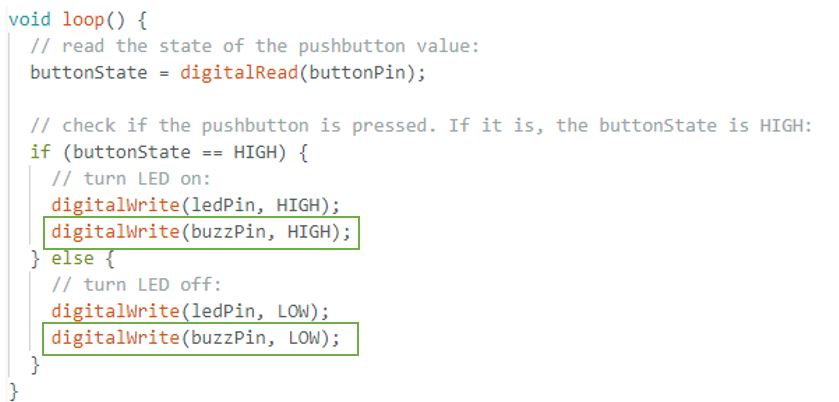 void loop() {
// read the state of the pushbutton value:
buttonState = digitalRead(buttonPin);
// check if the pushbutton is pressed. If it is, the buttonState is HIGH:
if (buttonState == HIGH) {
// turn LED on:
digitalWrite(ledPin, HIGH);
digitalWrite(buzzPin, HIGH);
} else {
// turn LED off:
digitalWrite(ledPin, LOW);
digitalWrite(buzzPin, LOW);
}
}